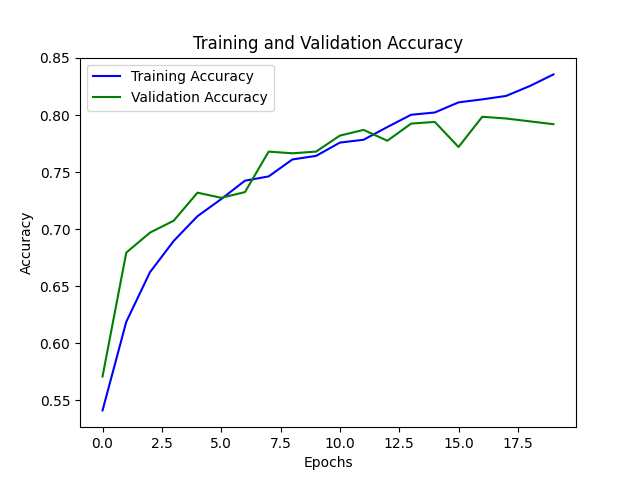 Training and Validation Accuracy
Training Accuracy
Validation Accuracy
0.85
0.80
0.75
0.70
0.65
0.60
0.55
Accuracy
0.0 2.5 5.0 7.5 10.0 12.5 15.0 17.5
Epochs